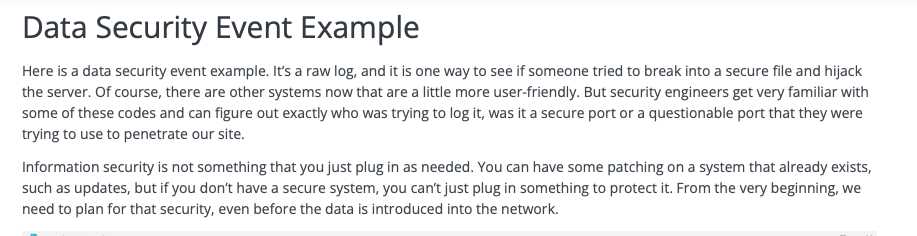 Data Security Event Example
Here is a data security event example. It’s a raw log, and it is one way to see if someone tried to break into a secure file and hijack
the server. Of course, there are other systems now that are a little more user-friendly. But security engineers get very familiar with
some of these codes and can figure out exactly who was trying to log it, was it a secure port or a questionable port that they were
trying to use to penetrate our site.
Information security is not something that you just plug in as needed. You can have some patching on a system that already exists,
such as updates, but if you don’t have a secure system, you can’t just plug in something to protect it. From the very beginning, we
need to plan for that security, even before the data is introduced into the network.